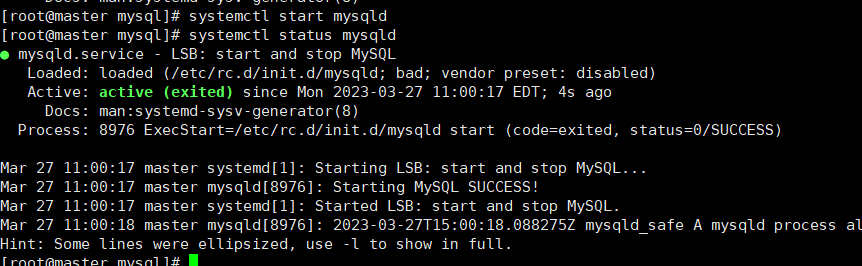 Docs: man:systemd-sysv-generator(8)
[root@master mysql]# systemctl start mysqld
[root@master mysql]# systemctl status mysqld
● mysqld.service - LSB: start and stop MySQL
   Loaded: loaded (/etc/rc.d/init.d/mysqld; bad; vendor preset: disabled)
   Active: active (exited) since Mon 2023-03-27 11:00:17 EDT; 4s ago
     Docs: man:systemd-sysv-generator(8)
  Process: 8976 ExecStart=/etc/rc.d/init.d/mysqld start (code=exited, status=0/SUCCESS)

Mar 27 11:00:17 master systemd[1]: Starting LSB: start and stop MySQL...
Mar 27 11:00:17 master mysqld[8976]: Starting MySQL SUCCESS!
Mar 27 11:00:17 master systemd[1]: Started LSB: start and stop MySQL.
Mar 27 11:00:18 master mysqld[8976]: 2023-03-27T15:00:18.088275Z mysqld_safe A mysqld process al
Hint: Some lines were ellipsized, use -l to show in full.
[root@master mysql]#